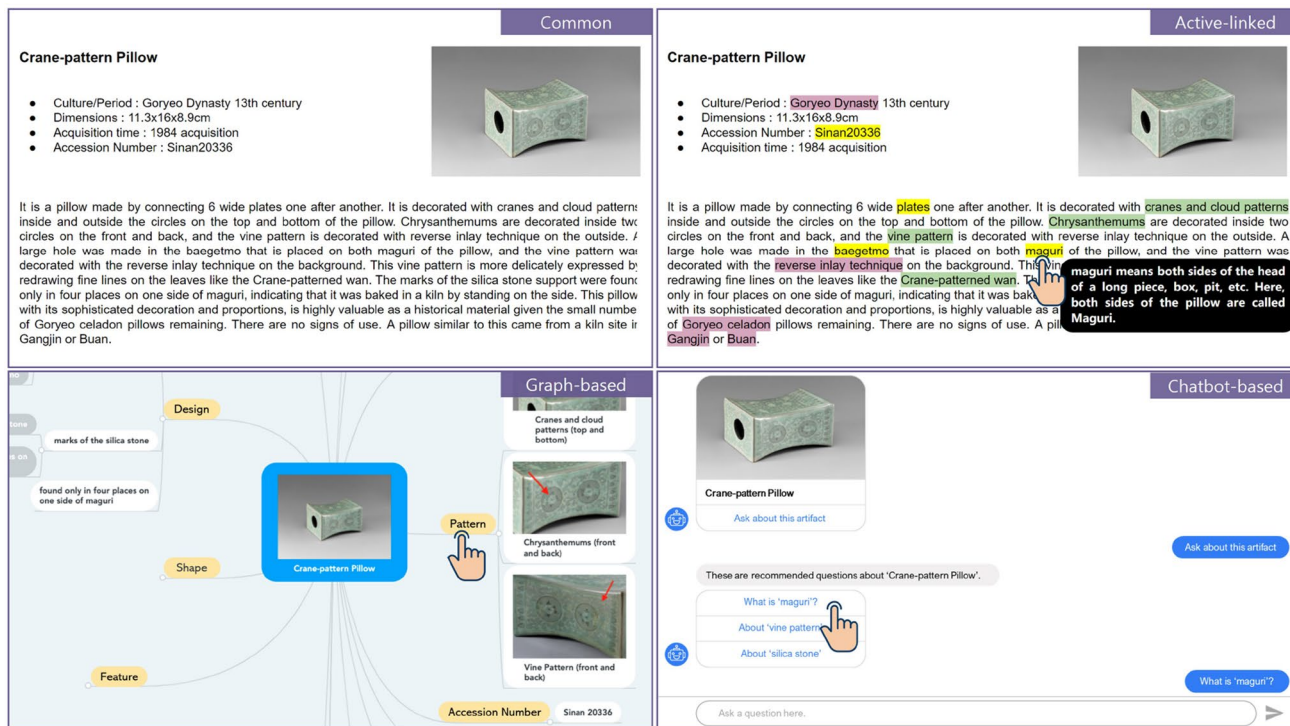 Common
Crane-pattern Pillow
● Culture/Period : Goryeo Dynasty 13th century
● Dimensions : 11.3x16x8.9cm
● Acquisition time : 1984 acquisition
● Accession Number : Sinan20336
It is a pillow made by connecting 6 wide plates one after another. It is decorated with cranes and cloud patterns
inside and outside the circles on the top and bottom of the pillow. Chrysanthemums are decorated inside two
circles on the front and back, and the vine pattern is decorated with reverse inlay technique on the outside. A
large hole was made in the baegetmo that is placed on both maguri of the pillow, and the vine pattern was
decorated with the reverse inlay technique on the background. This vine pattern is more delicately expressed by
redrawing fine lines on the leaves like the Crane-patterned wan. The marks of the silica stone support were found
only in four places on one side of maguri, indicating that it was baked in a kiln by standing on the side. This pillow
with its sophisticated decoration and proportions, is highly valuable as a historical material given the small number
of Goryeo celadon pillows remaining. There are no signs of use. A pillow similar to this came from a kiln site in
Gangjin or Buan.
Active-linked
Crane-pattern Pillow
● Culture/Period : Goryeo Dynasty 13th century
● Dimensions : 11.3x16x8.9cm
● Accession Number : Sinan20336
● Acquisition time : 1984 acquisition
It is a pillow made by connecting 6 wide plates one after another. It is decorated with cranes and cloud patterns
inside and outside the circles on the top and bottom of the pillow. Chrysanthemums are decorated inside two
circles on the front and back, and the vine pattern is decorated with reverse inlay technique on the outside. A
large hole was made in the baegetmo that is placed on both maguri of the pillow, and the vine pattern was
decorated with the reverse inlay technique on the background. This vin
redrawing fine lines on the leaves like the Crane-patterned wan. Th
only in four places on one side of maguri, indicating that it was bake
with its sophisticated decoration and proportions, is highly valuable as a
of Goryeo celadon pillows remaining. There are no signs of use. A pil
Gangjin or Buan.
maguri means both sides of the head
of a long piece, box, pit, etc. Here,
both sides of the pillow are called
Maguri.
Graph-based
Design
tone
marks of the silica stone
es on
found only in four places on
one side of maguri
Shape
Feature
Crane-pattern Pillow
Pattern
Cranes and cloud
patterns (top and
bottom)
Chrysanthemums (front
and back)
Vine Pattern (front and
back)
Accession Number
Sinan 20336
Chatbot-based
Crane-pattern Pillow
Ask about this artifact
Ask about this artifact
These are recommended questions about 'Crane-pattern Pillow'.
What is 'maguri'?
About 'vine pattern'
About 'silica stone'
What is 'maguri'?
Ask a question here.